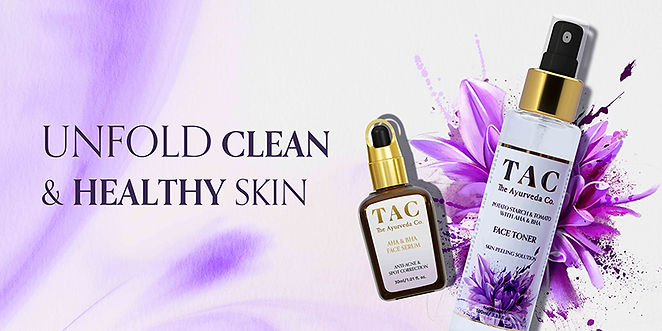 UNFOLD CLEAN
& HEALTHY SKIN
TAC
The Ayurveda Co.
AHA & BHA
FACE SERUM
ANTI-ACNE &
SPOT CORRECTION
30ml/1.01 fl. oz.
TAC
The Ayurveda Co.
POTATO STARCH & TOMATO
WITH AHA & BHA
FACE TONER
SKIN PEELING SOLUTION